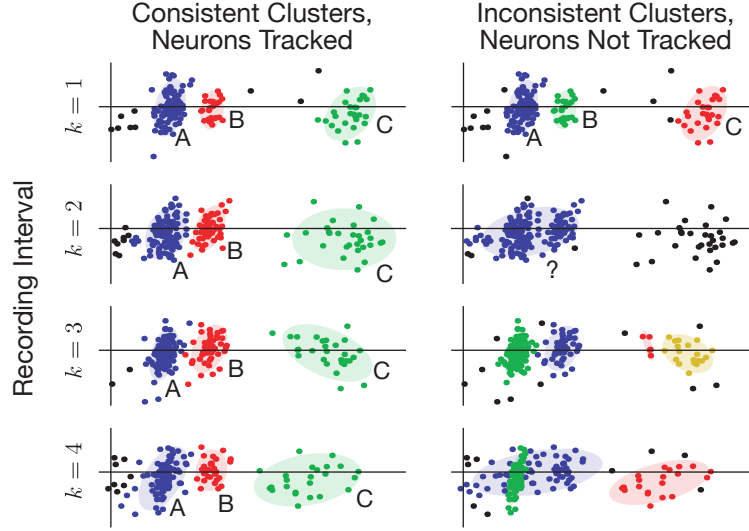 Consistent Clusters,
Neurons Tracked
Inconsistent Clusters,
Neurons Not Tracked
Recording Interval
k = 1
A
B
C
A
B
C
k = 2
A
B
C
?
k = 3
A
B
C
k = 4
A
B
C